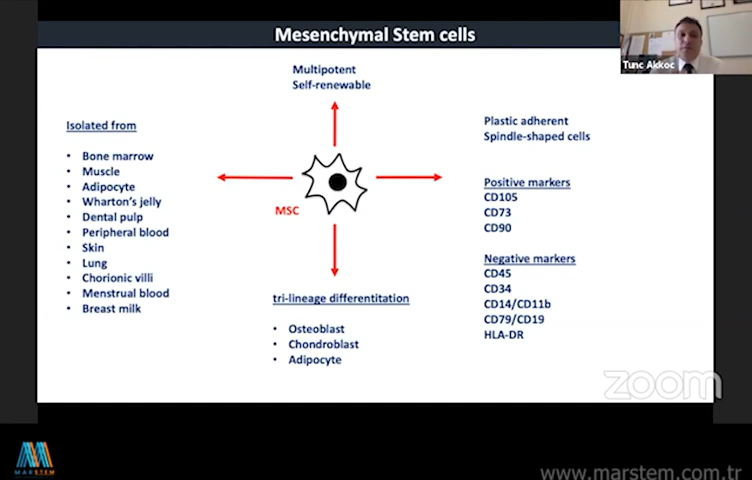 Mesenchymal Stem cells
Tunc Akkoc
Multipotent
Self-renewable
Isolated from
• Bone marrow
• Muscle
• Adipocyte
• Wharton's jelly
• Dental pulp
• Peripheral blood
• Skin
• Lung
• Chorionic villi
• Menstrual blood
• Breast milk
MSC
tri-lineage differentitation
• Osteoblast
• Chondroblast
• Adipocyte
Plastic adherent
Spindle-shaped cells
Positive markers
CD105
CD73
CD90
Negative markers
CD45
CD34
CD14/CD11b
CD79/CD19
HLA-DR
zoom
MARSTEM
www.marstem.com.tr